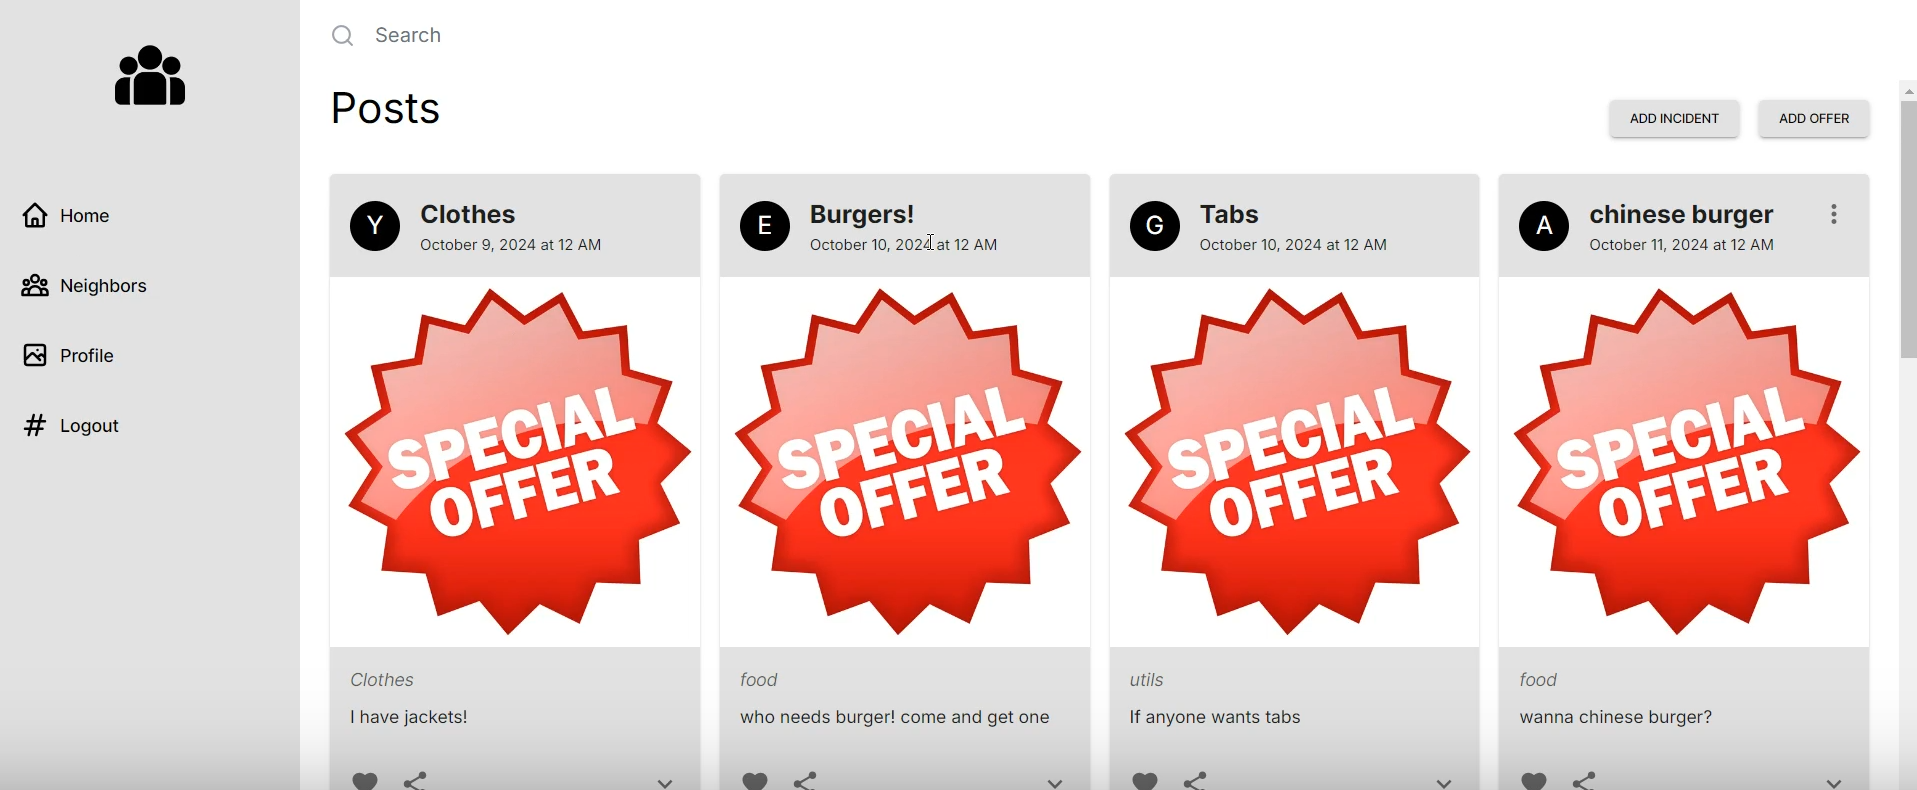 Search
Posts
ADD INCIDENT
ADD OFFER
Home
Neighbors
Profile
Logout
Y
Clothes
October 9, 2024 at 12 AM
SPECIAL
OFFER
Clothes
I have jackets!
E
Burgers!
October 10, 2024 at 12 AM
SPECIAL
OFFER
food
who needs burger! come and get one
G
Tabs
October 10, 2024 at 12 AM
SPECIAL
OFFER
utils
If anyone wants tabs
A
chinese burger
October 11, 2024 at 12 AM
SPECIAL
OFFER
food
wanna chinese burger?